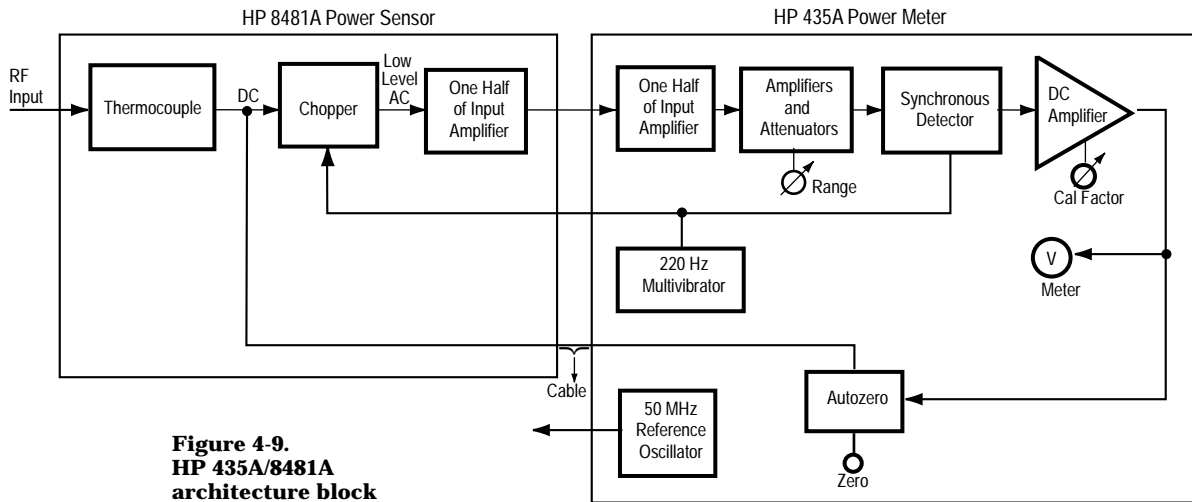 HP 8481A Power Sensor
HP 435A Power Meter
RF
Input
Thermocouple
DC
Chopper
Low
Level
AC
One Half
of Input
Amplifier
One Half
of Input
Amplifier
Amplifiers
and
Attenuators
Range
Synchronous
Detector
DC
Amplifier
Cal Factor
220 Hz
Multivibrator
V
Meter
Cable
Autozero
Zero
50 MHz
Reference
Oscillator
Figure 4-9.
HP 435A/8481A
architecture block